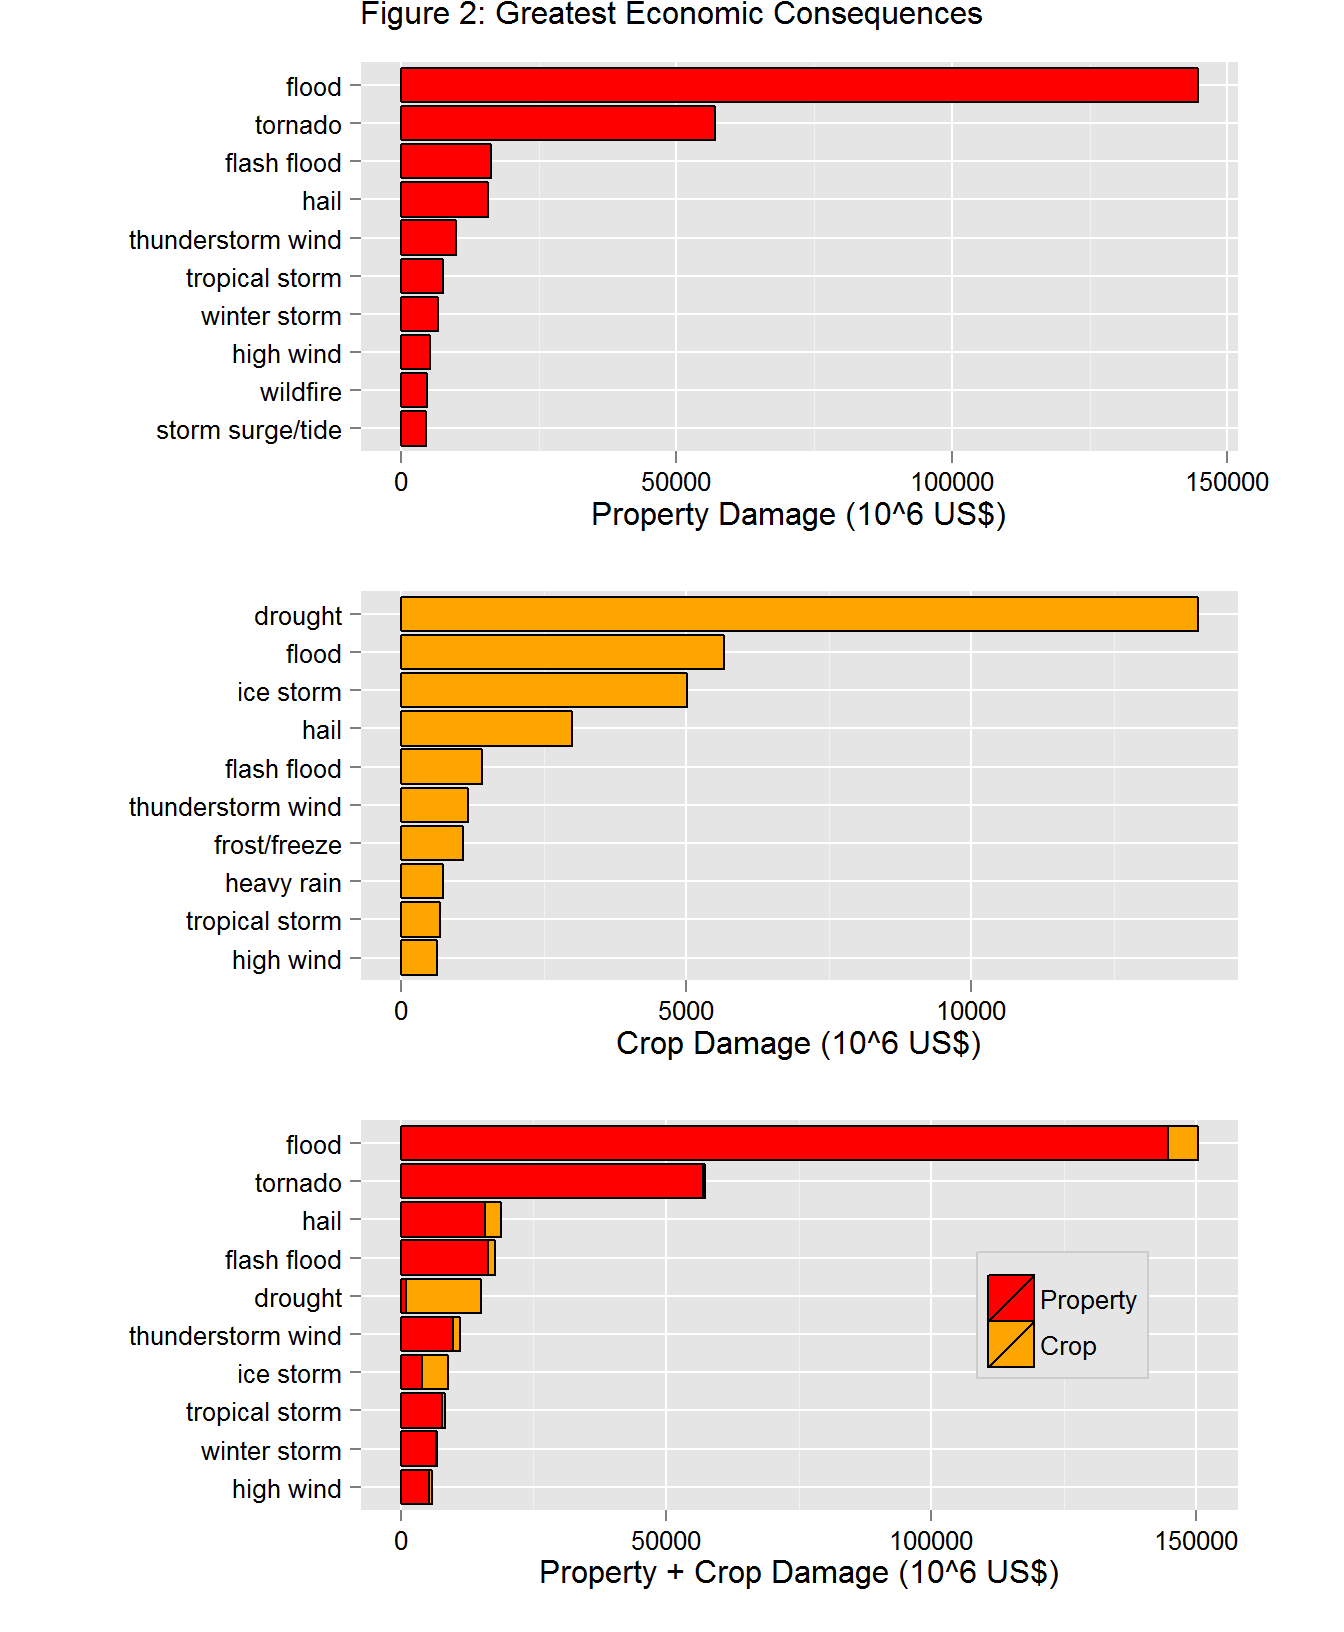 Figure 2: Greatest Economic Consequences
flood
tornado
flash flood
hail
thunderstorm wind
tropical storm
winter storm
high wind
wildfire
storm surge/tide
0 50000 100000 150000
Property Damage (10^6 US$)
drought
flood
ice storm
hail
flash flood
thunderstorm wind
frost/freeze
heavy rain
tropical storm
high wind
0 5000 10000
Crop Damage (10^6 US$)
flood
tornado
hail
flash flood
drought
thunderstorm wind
ice storm
tropical storm
winter storm
high wind
Property
Crop
0 50000 100000 150000
Property + Crop Damage (10^6 US$)